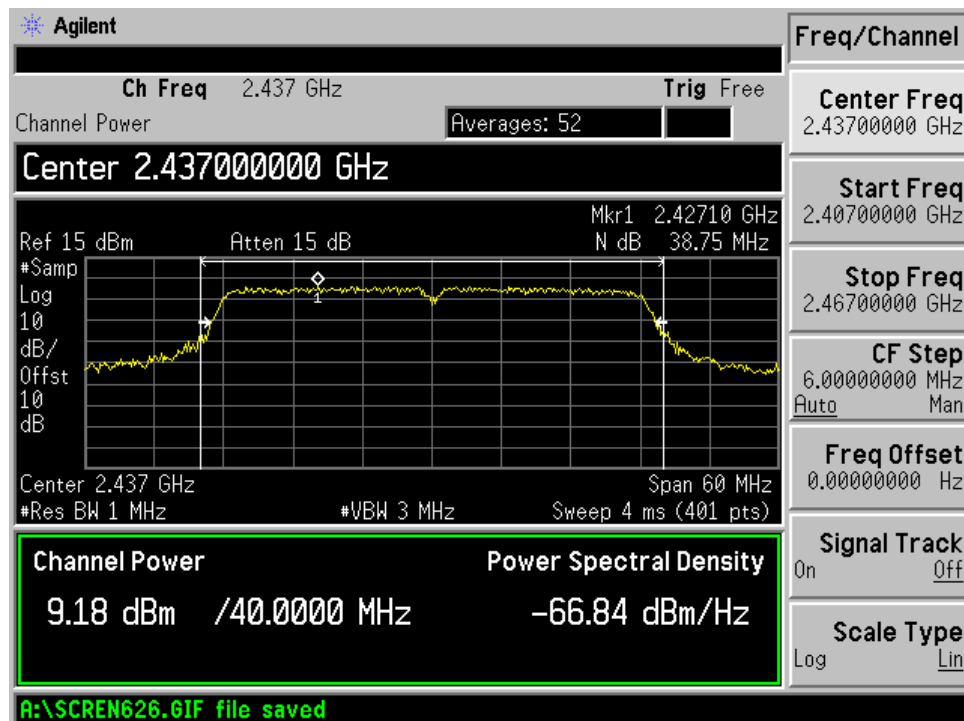 Agilent
Ch Freq 2.437 GHz Trig Free
Channel Power Averages: 52
Center 2.437000000 GHz
Mkr1 2.42710 GHz
Ref 15 dBm Atten 15 dB N dB 38.75 MHz
#Samp
Log
10
dB/
Offst
10
dB
1
Center 2.437 GHz Span 60 MHz
#Res BW 1 MHz #VBW 3 MHz Sweep 4 ms (401 pts)
Channel Power Power Spectral Density
9.18 dBm /40.0000 MHz -66.84 dBm/Hz
A:\SCREN626.GIF file saved
Freq/Channel
Center Freq
2.43700000 GHz
Start Freq
2.40700000 GHz
Stop Freq
2.46700000 GHz
CF Step
6.00000000 MHz
Auto Man
Freq Offset
0.00000000 Hz
Signal Track
On Off
Scale Type
Log Lin